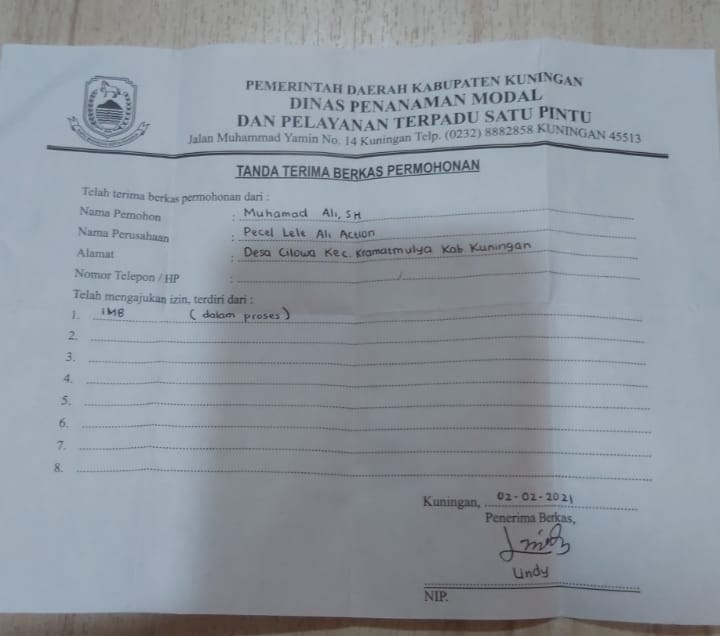 PEMERINTAH DAERAH KABUPATEN KUNINGAN
DINAS PENANAMAN MODAL
DAN PELAYANAN TERPADU SATU PINTU
Jalan Muhammad Yamin No. 14 Kuningan Telp. (0232) 8882858 KUNINGAN 45513
TANDA TERIMA BERKAS PERMOHONAN
Telah terima berkas permohonan dari :
Nama Pemohon : Muhamad Ali, SH
Nama Perusahaan : Pecel Lele Ali Action
Alamat : Desa Cilowa Kec. Kramatmulya Kab Kuningan
Nomor Telepon / HP :
Telah mengajukan izin, terdiri dari :
1. IMB (dalam proses)
2.
3.
4.
5.
6.
7.
8.
Kuningan, 02-02-2021
Penerima Berkas,
Lindy
NIP.